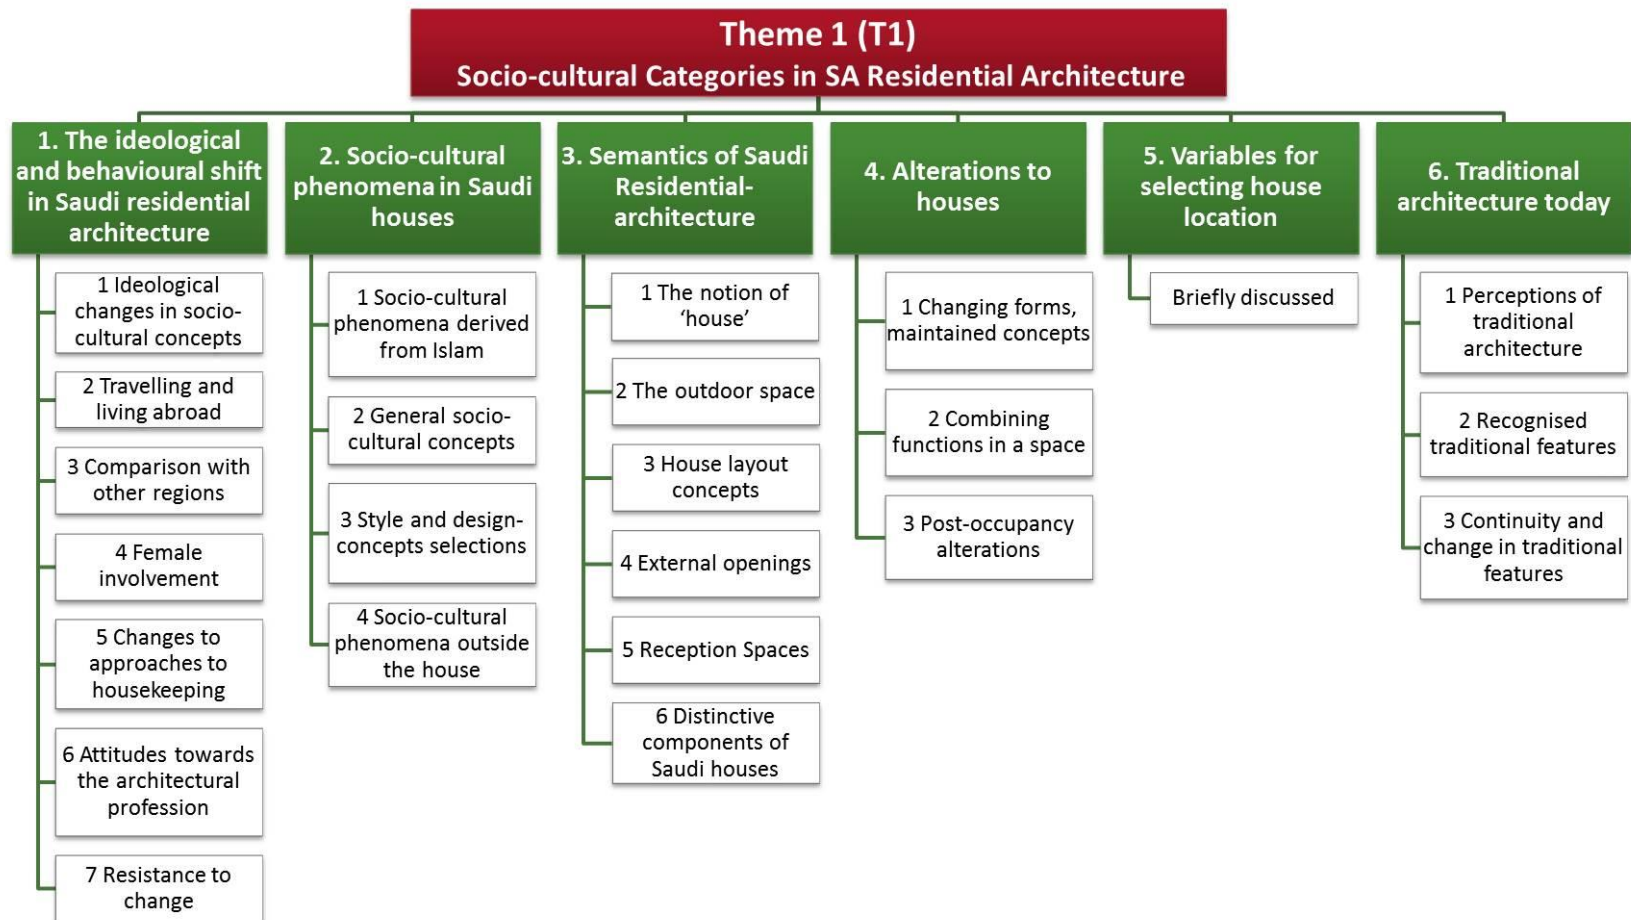 Theme 1 (T1)
Socio-cultural Categories in SA Residential Architecture
1. The ideological
and behavioural shift
in Saudi residential
architecture
1 Ideological
changes in socio-
cultural concepts
2 Travelling and
living abroad
3 Comparison with
other regions
4 Female
involvement
5 Changes to
approaches to
housekeeping
6 Attitudes towards
the architectural
profession
7 Resistance to
change
2. Socio-cultural
phenomena in Saudi
houses
1 Socio-cultural
phenomena derived
from Islam
2 General socio-
cultural concepts
3 Style and design-
concepts selections
4 Socio-cultural
phenomena outside
the house
3. Semantics of Saudi
Residential-
architecture
1 The notion of
‘house’
2 The outdoor space
3 House layout
concepts
4 External openings
5 Reception Spaces
6 Distinctive
components of
Saudi houses
4. Alterations to
houses
1 Changing forms,
maintained concepts
2 Combining
functions in a space
3 Post-occupancy
alterations
5. Variables for
selecting house
location
Briefly discussed
6. Traditional
architecture today
1 Perceptions of
traditional
architecture
2 Recognised
traditional features
3 Continuity and
change in traditional
features